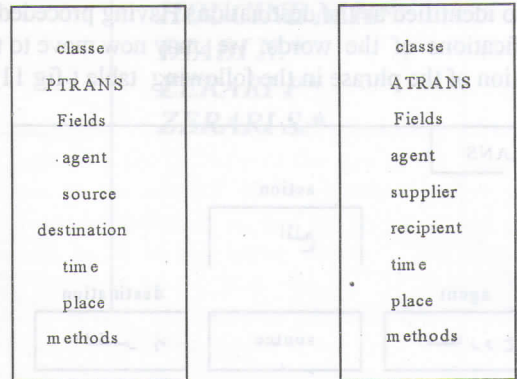 classe
PTRANS
Fields
agent
source
destination
time
place
methods
classe
ATRANS
Fields
agent
supplier
recipient
time
place
methods